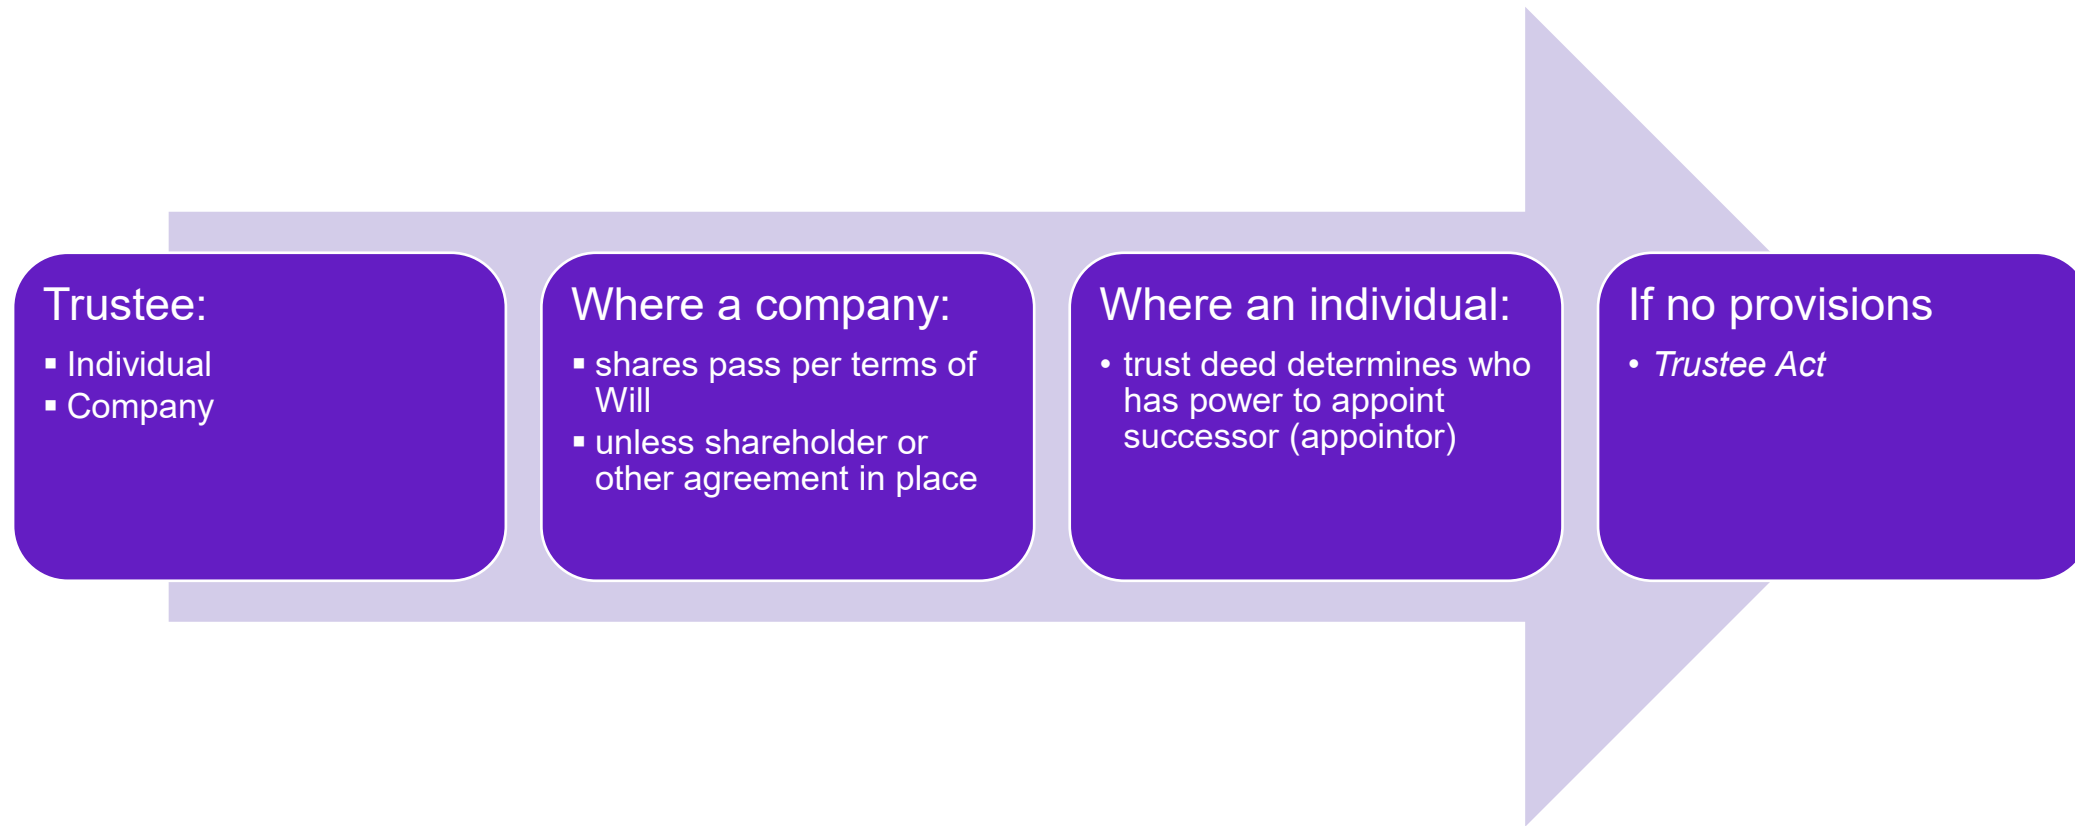 Trustee:
▪ Individual
▪ Company
Where a company:
▪ shares pass per terms of
Will
▪ unless shareholder or
other agreement in place
Where an individual:
• trust deed determines who
has power to appoint
successor (appointor)
If no provisions
• Trustee Act